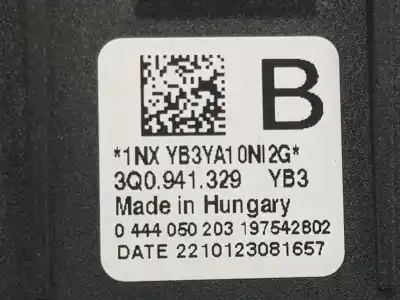 B
*1NX YB3YA10NI2G*
3Q0.941.329 YB3
Made in Hungary
0 444 050 203 197542802
DATE 2210123081657